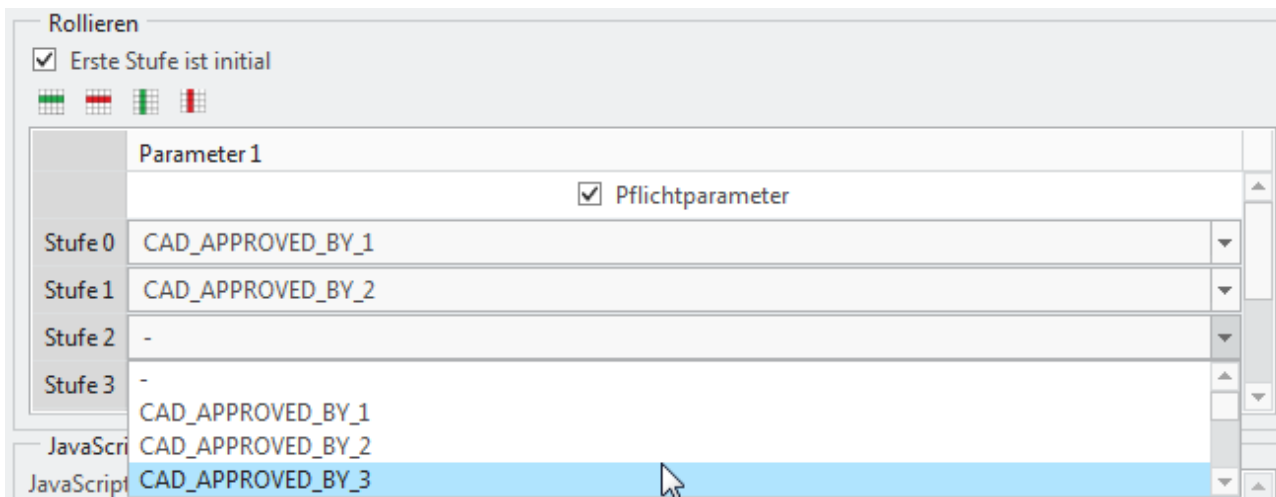 Rollieren
Erste Stufe ist initial
Parameter 1
Pflichtparameter
Stufe 0 CAD_APPROVED_BY_1
Stufe 1 CAD_APPROVED_BY_2
Stufe 2 -
Stufe 3 -
CAD_APPROVED_BY_1
JavaScri CAD_APPROVED_BY_2
JavaScript CAD_APPROVED_BY_3